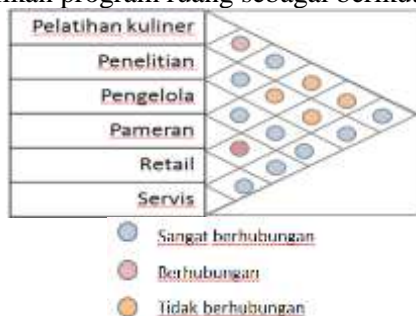 Pelatihan kuliner
Penelitian
Pengelola
Pameran
Retail
Servis
Sangat berhubungan
Berhubungan
Tidak berhubungan